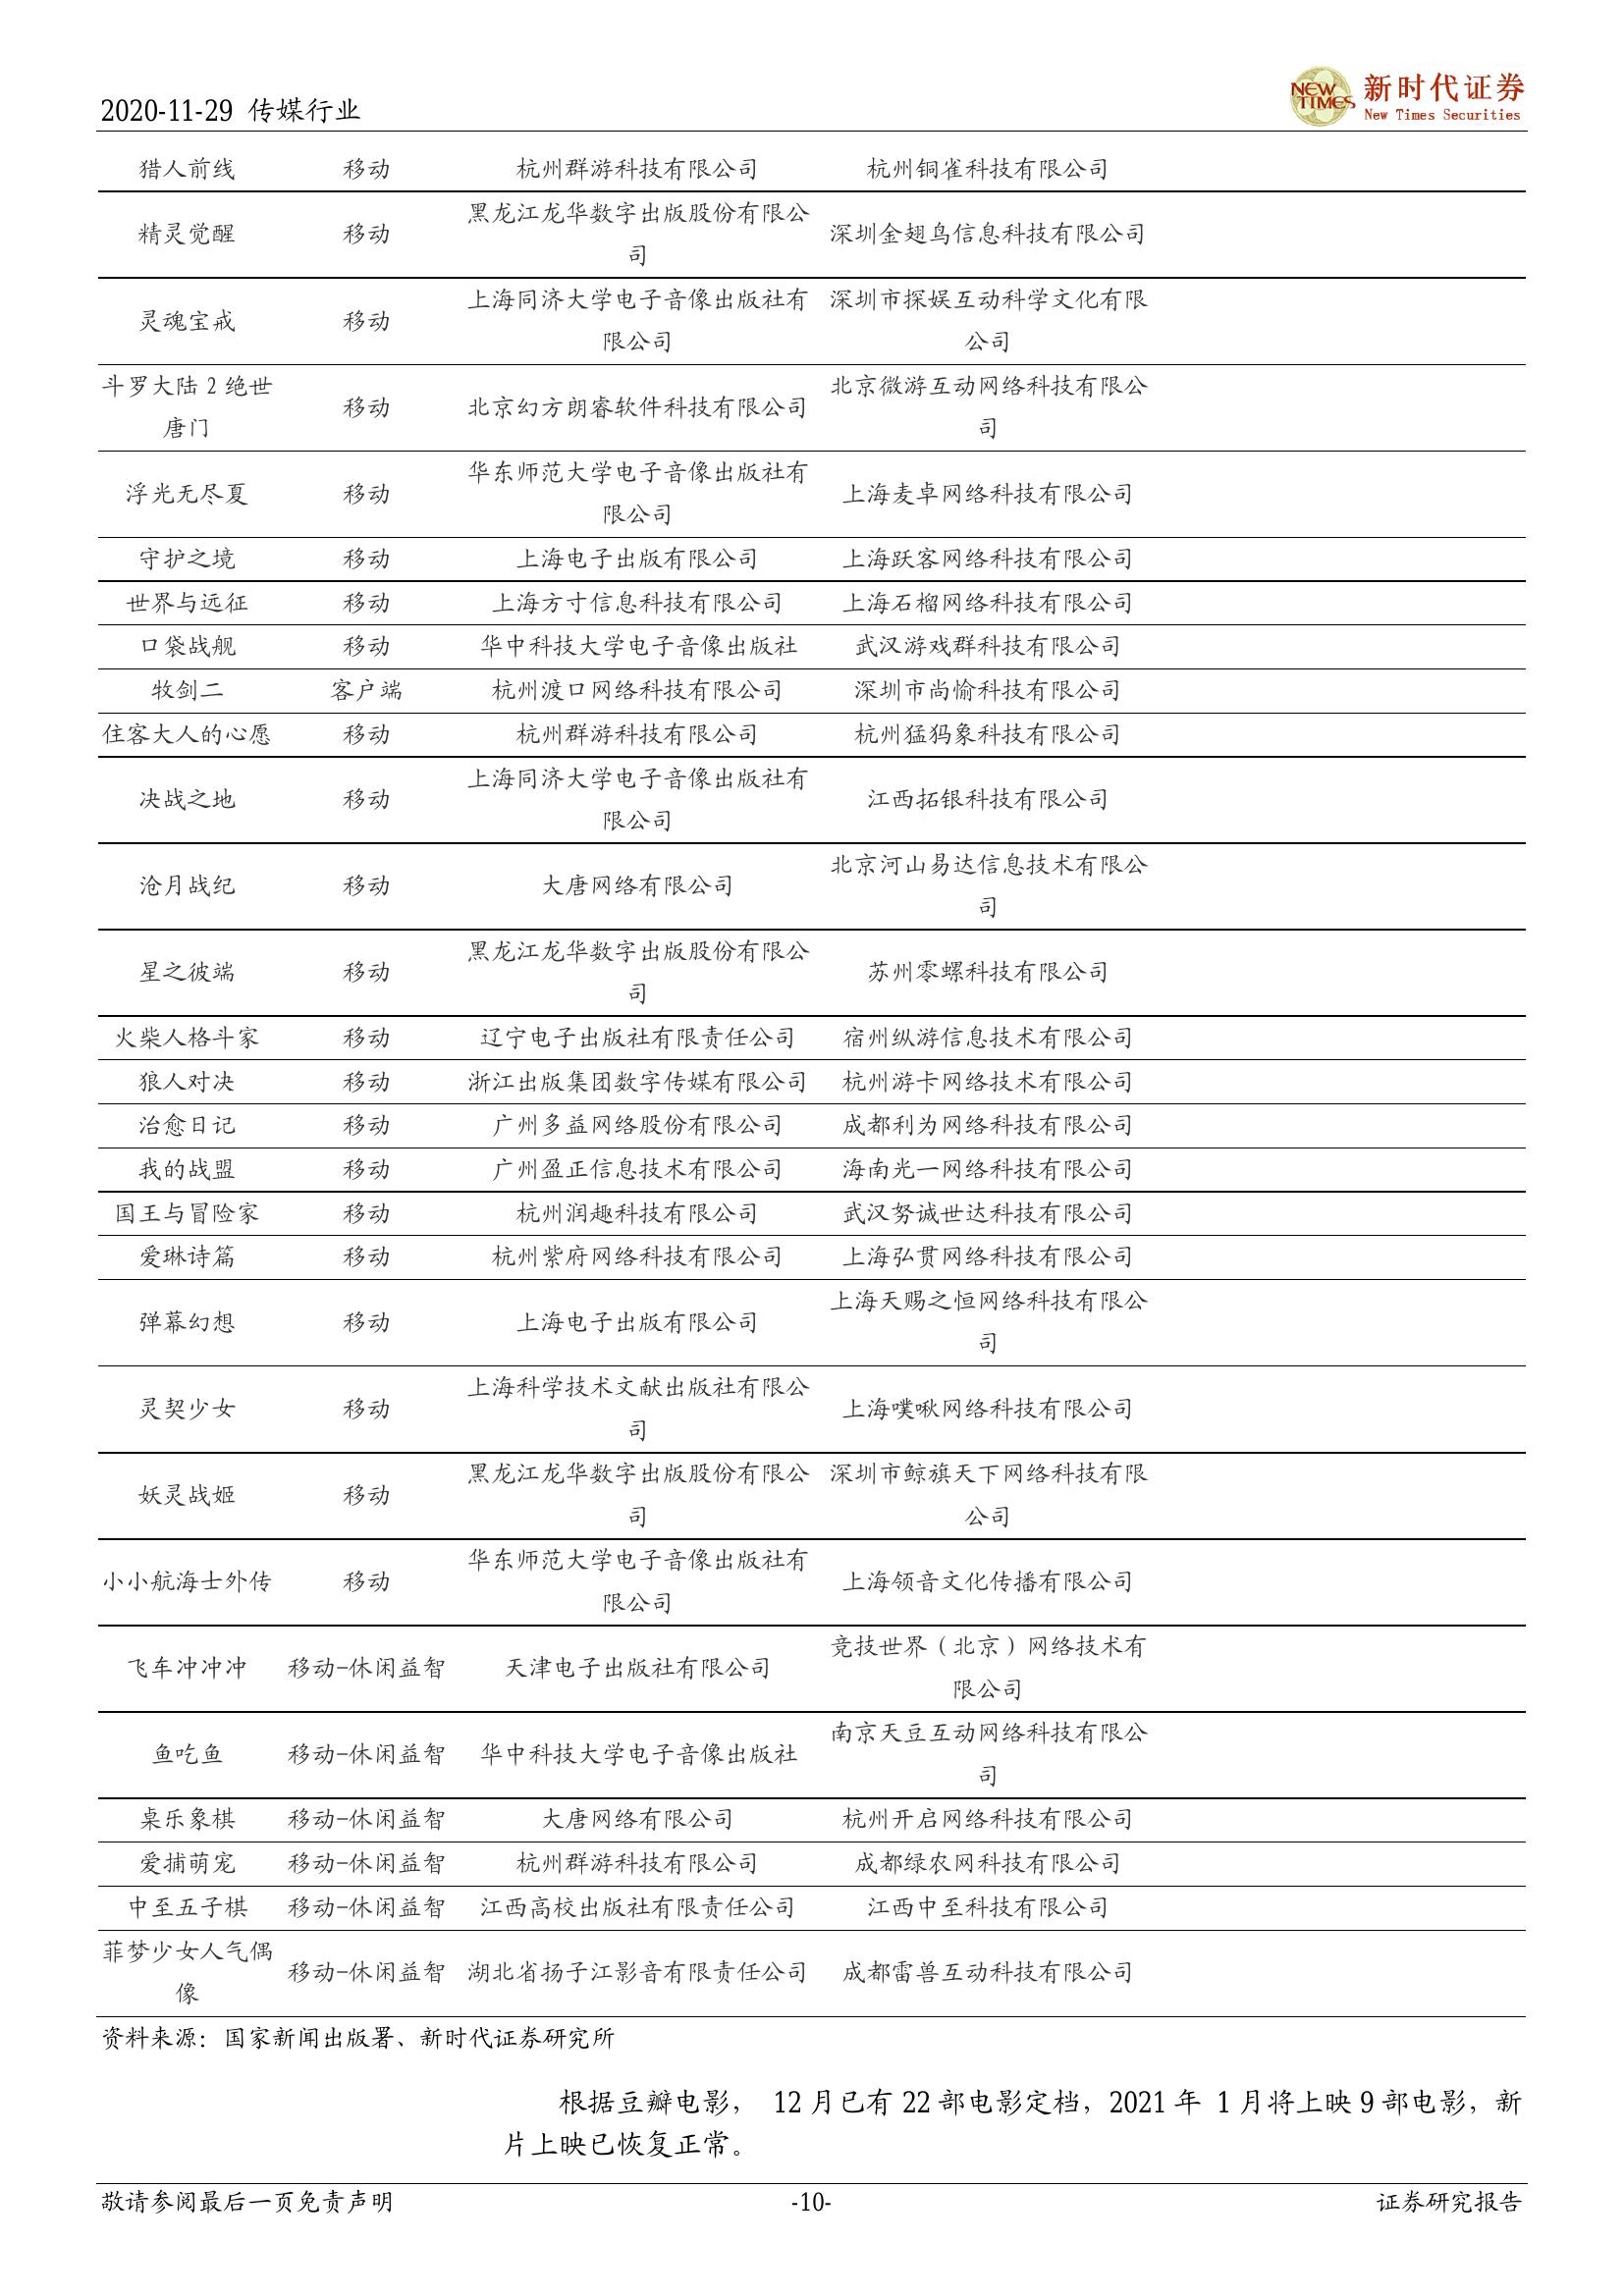 2020-11-29 传媒行业
NEW TIMES
新时代证券
New Times Securities
猎人前线 移动 杭州群游科技有限公司 杭州铜雀科技有限公司
精灵觉醒 移动 黑龙江龙华数字出版股份有限公司 深圳金翅鸟信息科技有限公司
灵魂宝戒 移动 上海同济大学电子音像出版社有限公司 深圳市探娱互动科学文化有限公司
斗罗大陆 2 绝世唐门 移动 北京幻方朗睿软件科技有限公司 北京微游互动网络科技有限公司
浮光无尽夏 移动 华东师范大学电子音像出版社有限公司 上海麦卓网络科技有限公司
守护之境 移动 上海电子出版有限公司 上海跃客网络科技有限公司
世界与远征 移动 上海方寸信息科技有限公司 上海石榴网络科技有限公司
口袋战舰 移动 华中科技大学电子音像出版社 武汉游戏群科技有限公司
牧剑二 客户端 杭州渡口网络科技有限公司 深圳市尚愉科技有限公司
住客大人的心愿 移动 杭州群游科技有限公司 杭州猛犸象科技有限公司
决战之地 移动 上海同济大学电子音像出版社有限公司 江西拓银科技有限公司
沧月战纪 移动 大唐网络有限公司 北京河山易达信息技术有限公司
星之彼端 移动 黑龙江龙华数字出版股份有限公司 苏州零螺科技有限公司
火柴人格斗家 移动 辽宁电子出版社有限责任公司 宿州纵游信息技术有限公司
狼人对决 移动 浙江出版集团数字传媒有限公司 杭州游卡网络技术有限公司
治愈日记 移动 广州多益网络股份有限公司 成都利为网络科技有限公司
我的战盟 移动 广州盈正信息技术有限公司 海南光一网络科技有限公司
国王与冒险家 移动 杭州润趣科技有限公司 武汉努诚世达科技有限公司
爱琳诗篇 移动 杭州紫府网络科技有限公司 上海弘贯网络科技有限公司
弹幕幻想 移动 上海电子出版有限公司 上海天赐之恒网络科技有限公司
灵契少女 移动 上海科学技术文献出版社有限公司 上海噗啾网络科技有限公司
妖灵战姬 移动 黑龙江龙华数字出版股份有限公司 深圳市鲸旗天下网络科技有限公司
小小航海士外传 移动 华东师范大学电子音像出版社有限公司 上海领音文化传播有限公司
飞车冲冲冲 移动-休闲益智 天津电子出版社有限公司 竞技世界（北京）网络技术有限公司
鱼吃鱼 移动-休闲益智 华中科技大学电子音像出版社 南京天豆互动网络科技有限公司
桌乐象棋 移动-休闲益智 大唐网络有限公司 杭州开启网络科技有限公司
爱捕萌宠 移动-休闲益智 杭州群游科技有限公司 成都绿农网科技有限公司
中至五子棋 移动-休闲益智 江西高校出版社有限责任公司 江西中至科技有限公司
菲梦少女人气偶像 移动-休闲益智 湖北省扬子江影音有限责任公司 成都雷兽互动科技有限公司
资料来源：国家新闻出版署、新时代证券研究所
根据豆瓣电影， 12 月已有 22 部电影定档，2021 年 1 月将上映 9 部电影，新
片上映已恢复正常。
敬请参阅最后一页免责声明 -10- 证券研究报告